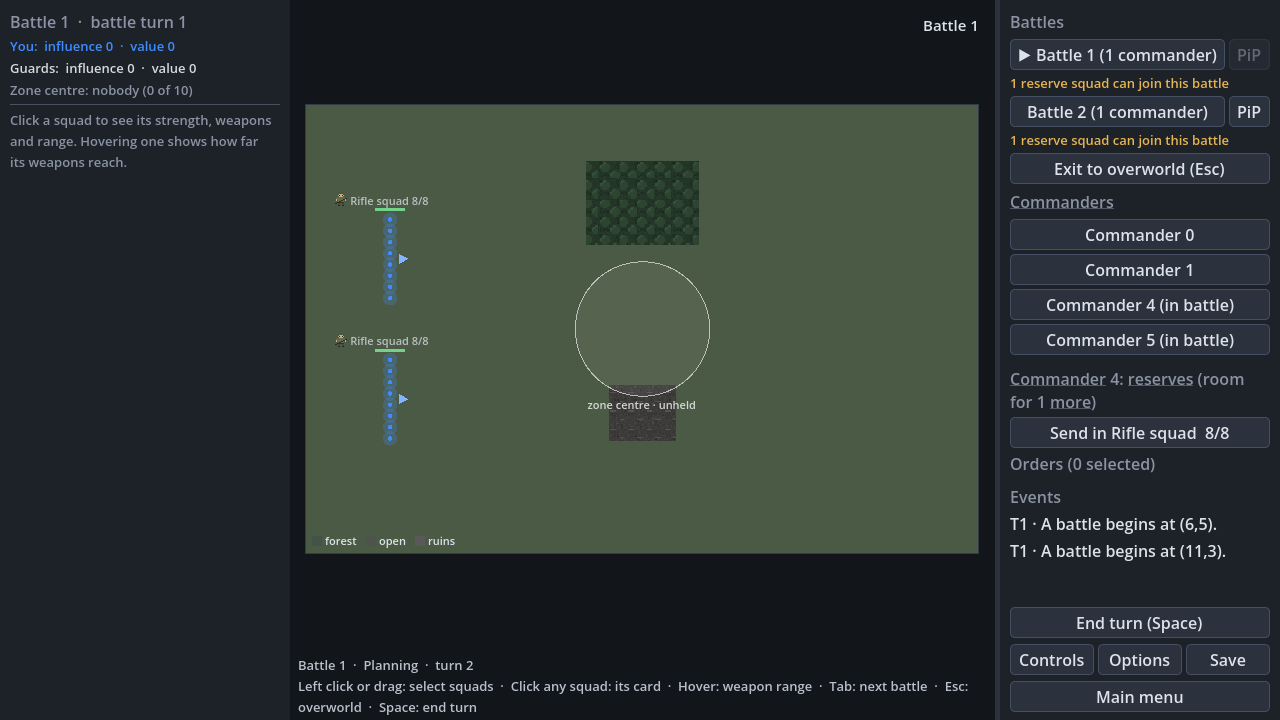 Battle 1 · battle turn 1
You: influence 0 · value 0
Guards: influence 0 · value 0
Zone centre: nobody (0 of 10)
Click a squad to see its strength, weapons
and range. Hovering one shows how far
its weapons reach.
Battle 1
Rifle squad 8/8
Rifle squad 8/8
zone centre · unheld
forest open ruins
Battle 1 · Planning · turn 2
Left click or drag: select squads · Click any squad: its card · Hover: weapon range · Tab: next battle · Esc:
overworld · Space: end turn
Battles
▶ Battle 1 (1 commander) PiP
1 reserve squad can join this battle
Battle 2 (1 commander) PiP
1 reserve squad can join this battle
Exit to overworld (Esc)
Commanders
Commander 0
Commander 1
Commander 4 (in battle)
Commander 5 (in battle)
Commander 4: reserves (room
for 1 more)
Send in Rifle squad 8/8
Orders (0 selected)
Events
T1 · A battle begins at (6,5).
T1 · A battle begins at (11,3).
End turn (Space)
Controls Options Save
Main menu